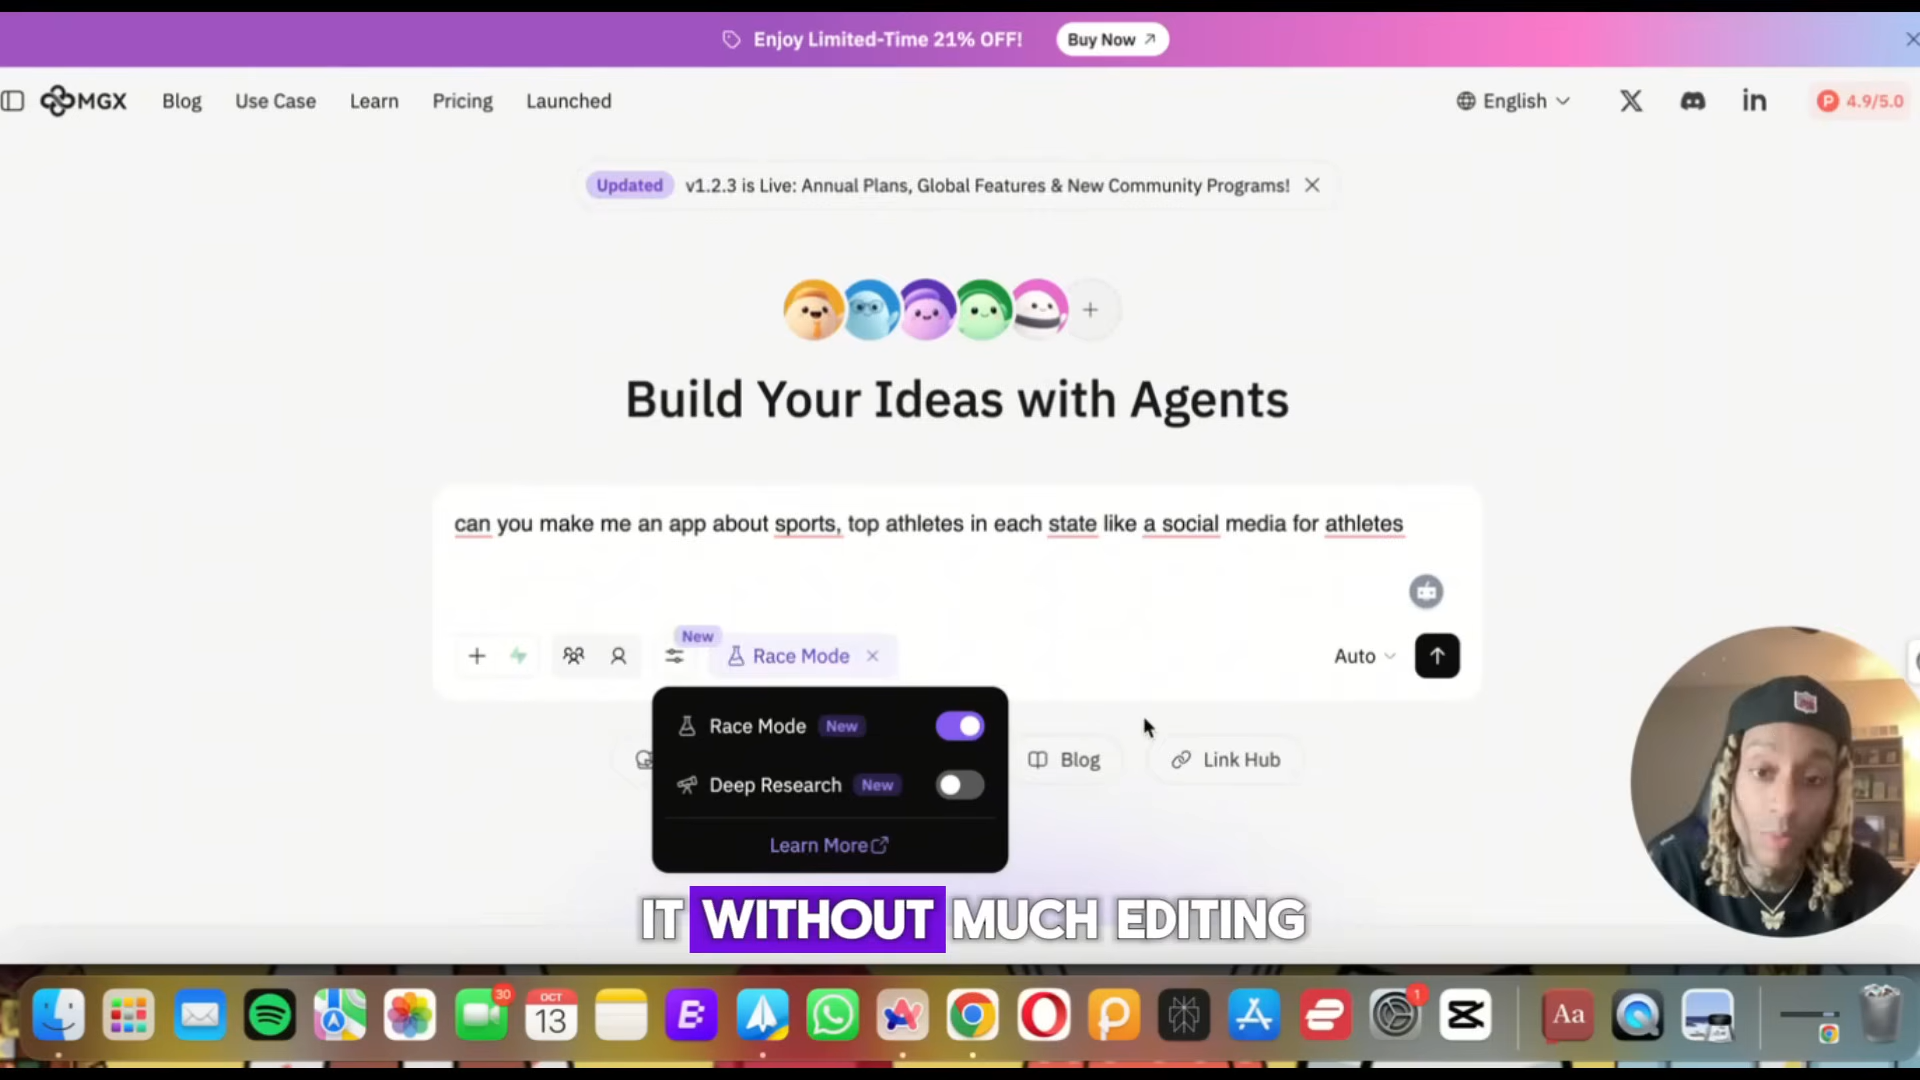 Enjoy Limited-Time 21% OFF!
Buy Now
MGX
Blog
Use Case
Learn
Pricing
Launched
English
4.9/5.0
Updated
v1.2.3 is Live: Annual Plans, Global Features & New Community Programs!
Build Your Ideas with Agents
can you make me an app about sports, top athletes in each state like a social media for athletes
New
Race Mode
Auto
Race Mode New
Deep Research New
Learn More
Blog
Link Hub
IT WITHOUT MUCH EDITING
30
OCT
13
1
Aa